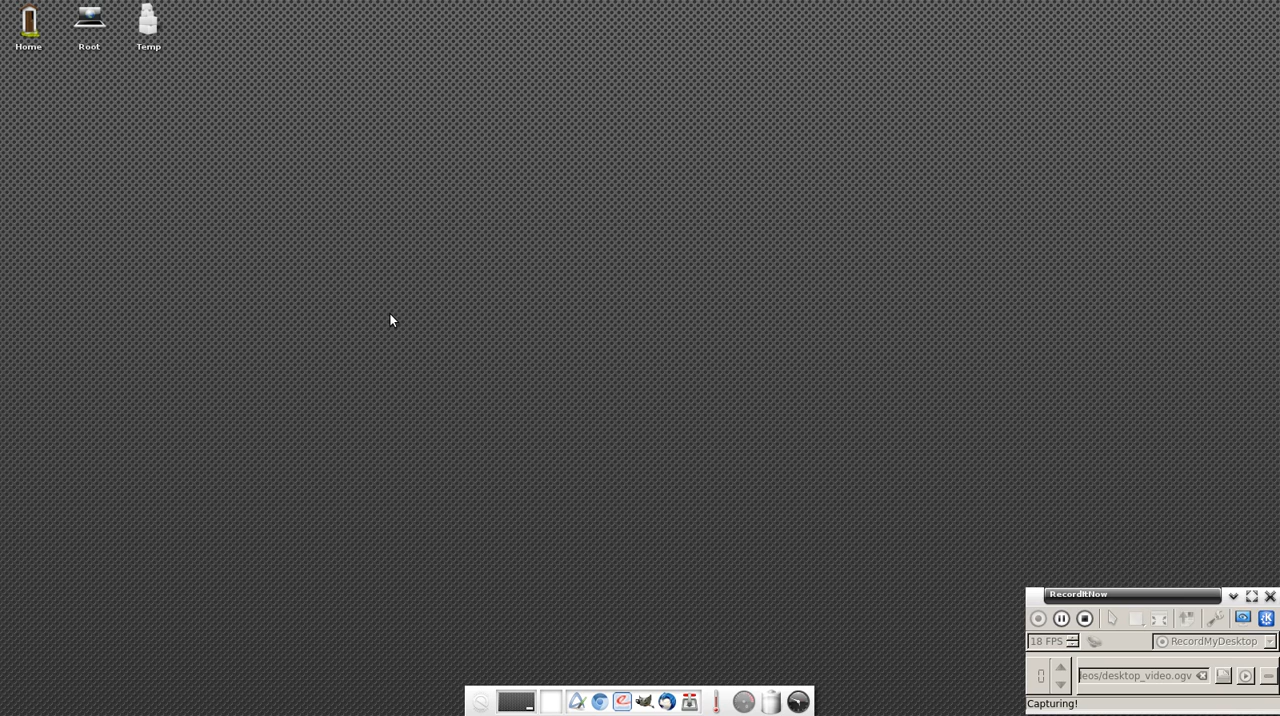 Home Root Temp
RecordItNow
18 FPS RecordMyDesktop
eos/desktop_video.ogv
Capturing!